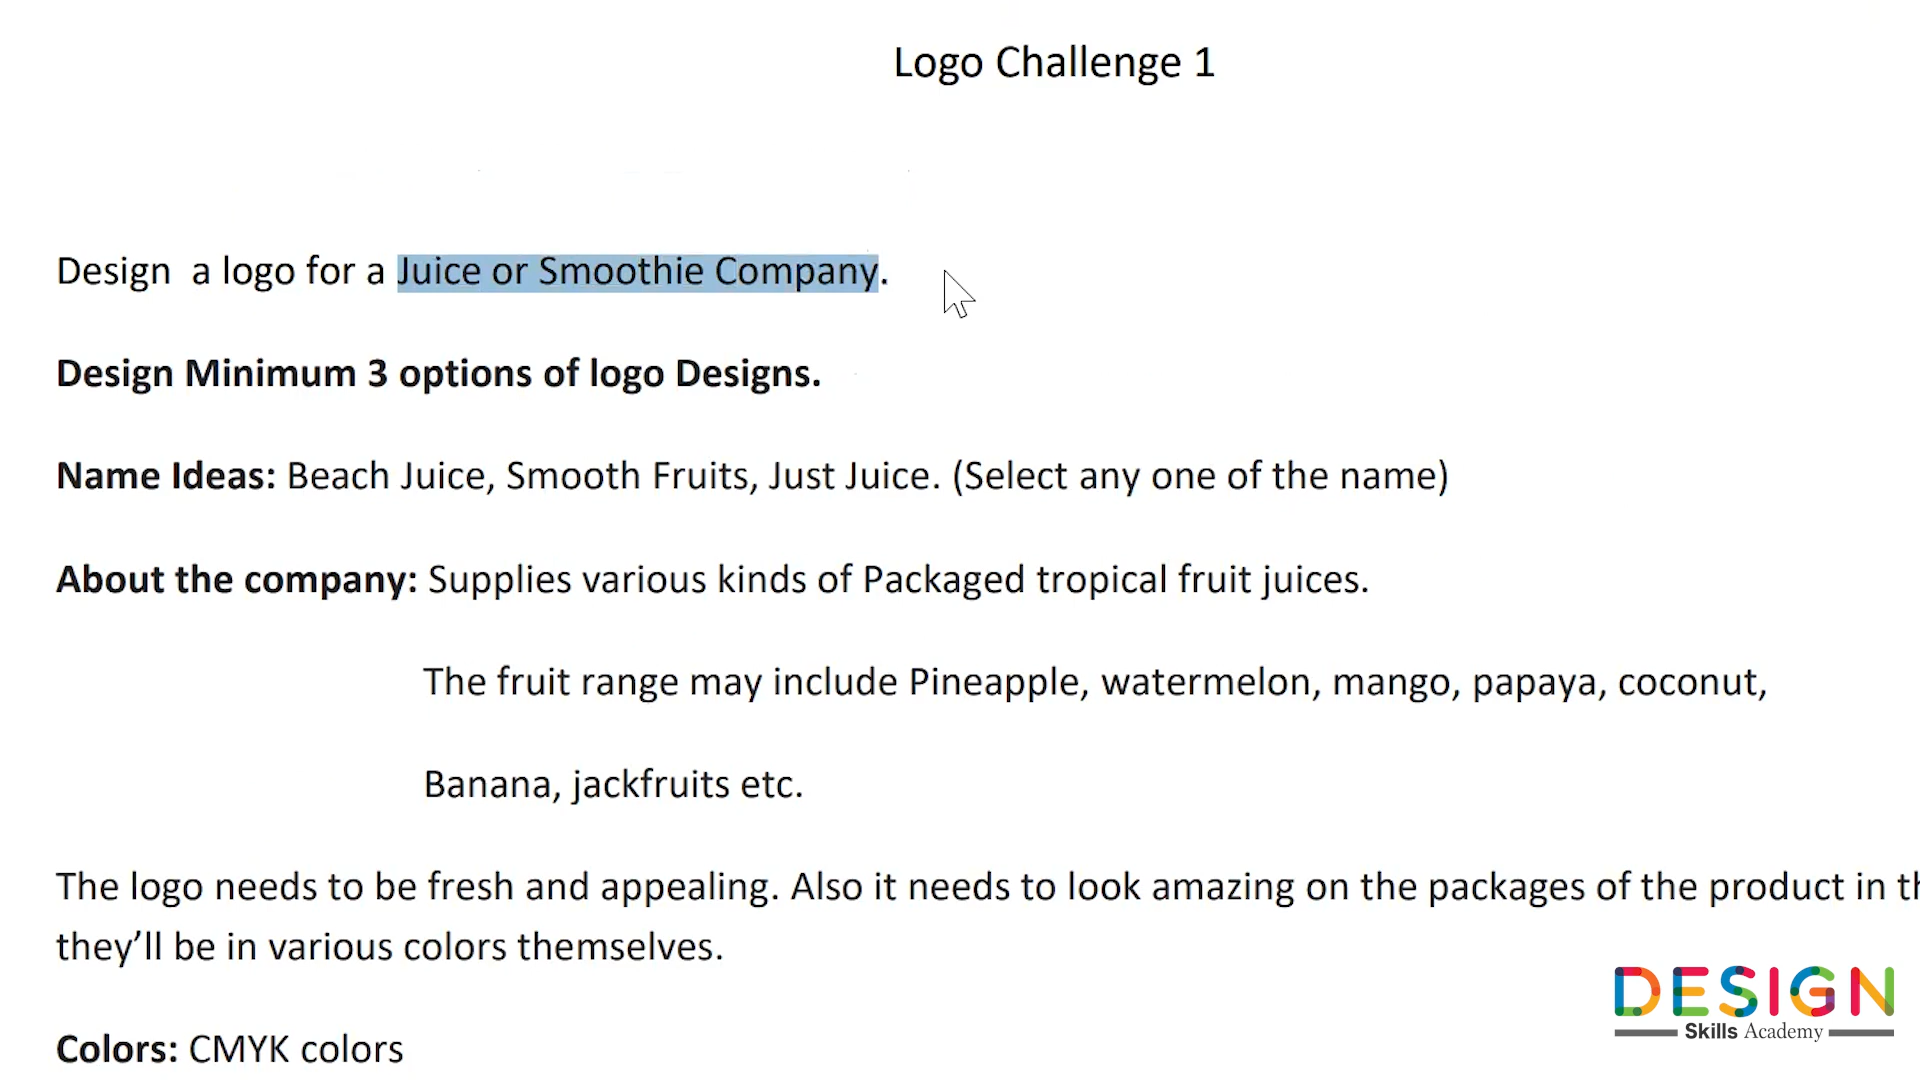 Logo Challenge 1
Design a logo for a Juice or Smoothie Company.
Design Minimum 3 options of logo Designs.
Name Ideas: Beach Juice, Smooth Fruits, Just Juice. (Select any one of the name)
About the company: Supplies various kinds of Packaged tropical fruit juices.
The fruit range may include Pineapple, watermelon, mango, papaya, coconut,
Banana, jackfruits etc.
The logo needs to be fresh and appealing. Also it needs to look amazing on the packages of the product in
they’ll be in various colors themselves.
Colors: CMYK colors
DESIGN
Skills Academy